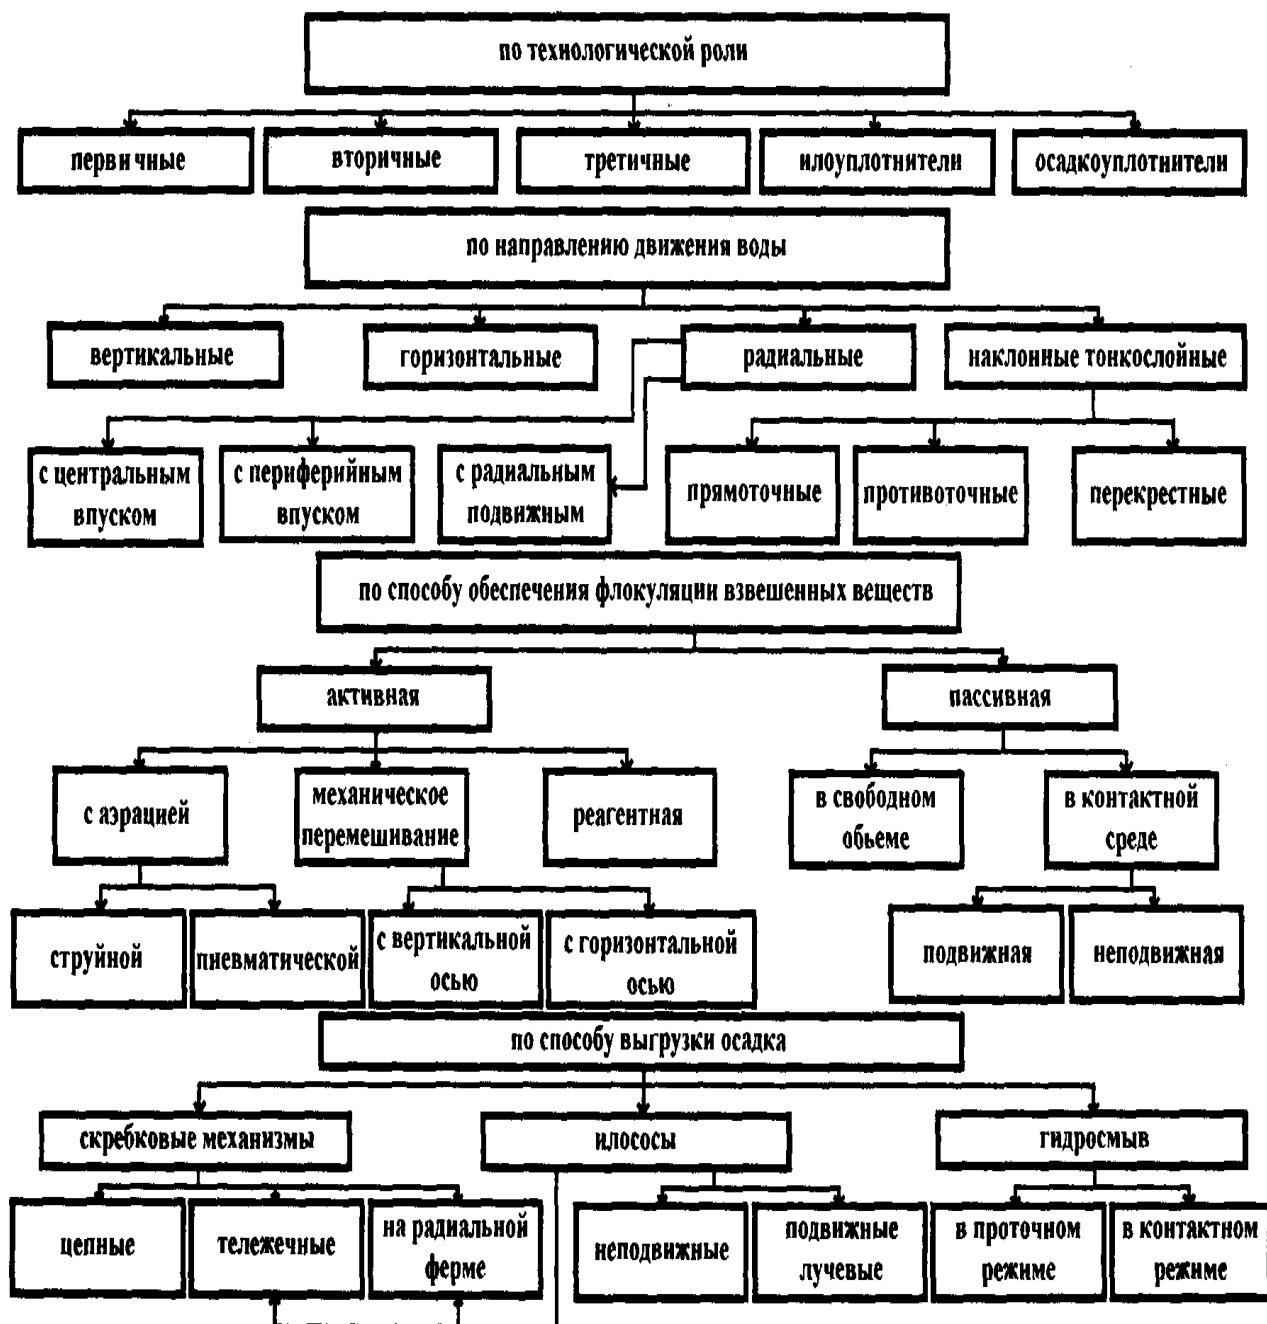 по технологической роли
первичные
вторичные
третичные
илоуплотнители
осадкоуплотнители
по направлению движения воды
вертикальные
горизонтальные
радиальные
наклонные тонкослойные
с центральным
впуском
с периферийным
впуском
с радиальным
подвижным
прямоточные
противоточные
перекрестные
по способу обеспечения флокуляции взвешенных веществ
активная
пассивная
с аэрацией
механическое
перемешивание
реагентная
в свободном
обьеме
в контактной
среде
струйной
пневматической
с вертикальной
осью
с горизонтальной
осью
подвижная
неподвижная
по способу выгрузки осадка
скребковые механизмы
илососы
гидросмыв
цепные
тележечные
на радиальной
ферме
неподвижные
подвижные
лучевые
в проточном
режиме
в контактном
режиме